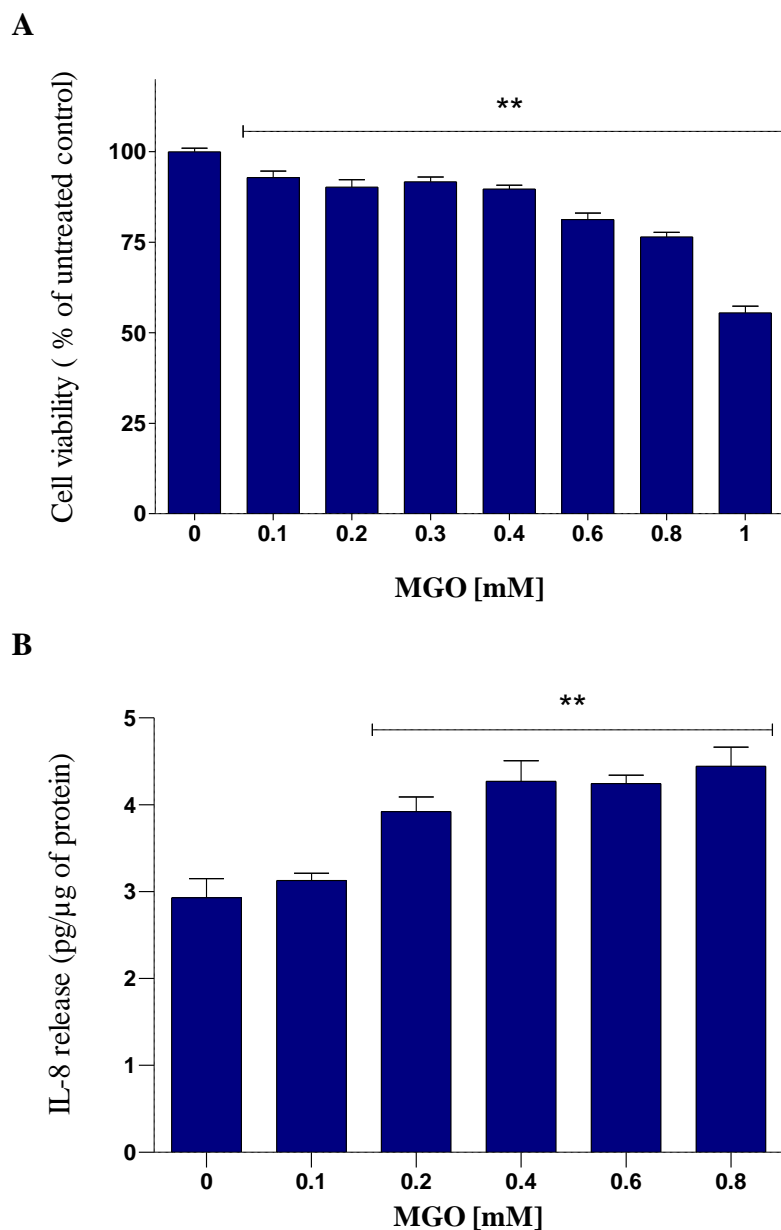 A
Cell viability ( % of untreated control)
**
100
75
50
25
0
0 0.1 0.2 0.3 0.4 0.6 0.8 1
MGO [mM]
B
IL-8 release (pg/µg of protein)
**
5
4
3
2
1
0
0 0.1 0.2 0.4 0.6 0.8
MGO [mM]